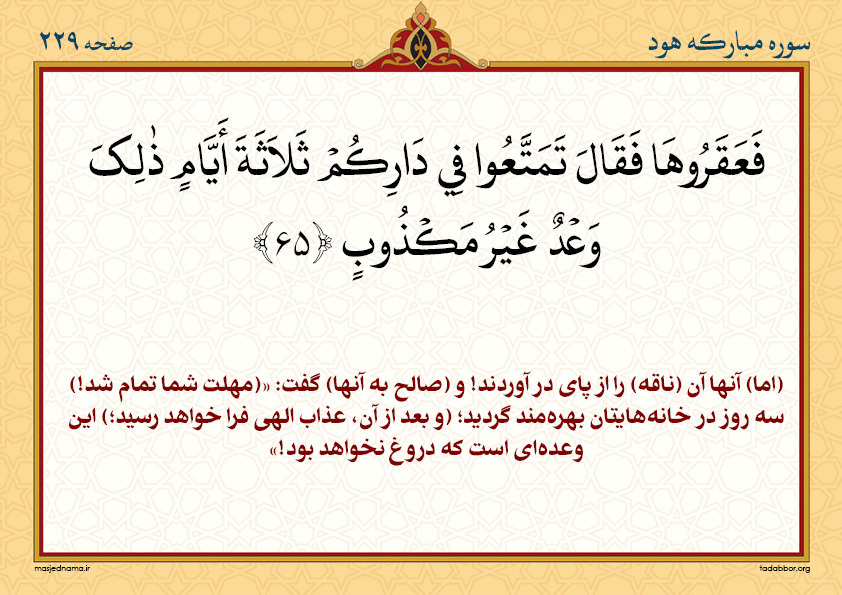 سوره مبارکه هود
صفحه ۲۲۹
فَعَقَرُوهَا فَقَالَ تَمَتَّعُوا فِي دَارِكُمْ ثَلاَثَةَ أَيَّامٍ ذَٰلِكَ
وَعْدٌ غَيْرُ مَكْذُوبٍ ﴿۶۵﴾
(اما) آنها آن (ناقه) را از پای در آوردند! و (صالح به آنها) گفت: «(مهلت شما تمام شد!)
سه روز در خانه‌هایتان بهره‌مند گردید؛ (و بعد از آن، عذاب الهی فرا خواهد رسید؛) این
وعده‌ای است که دروغ نخواهد بود!»
masjednama.ir
tadabbor.org